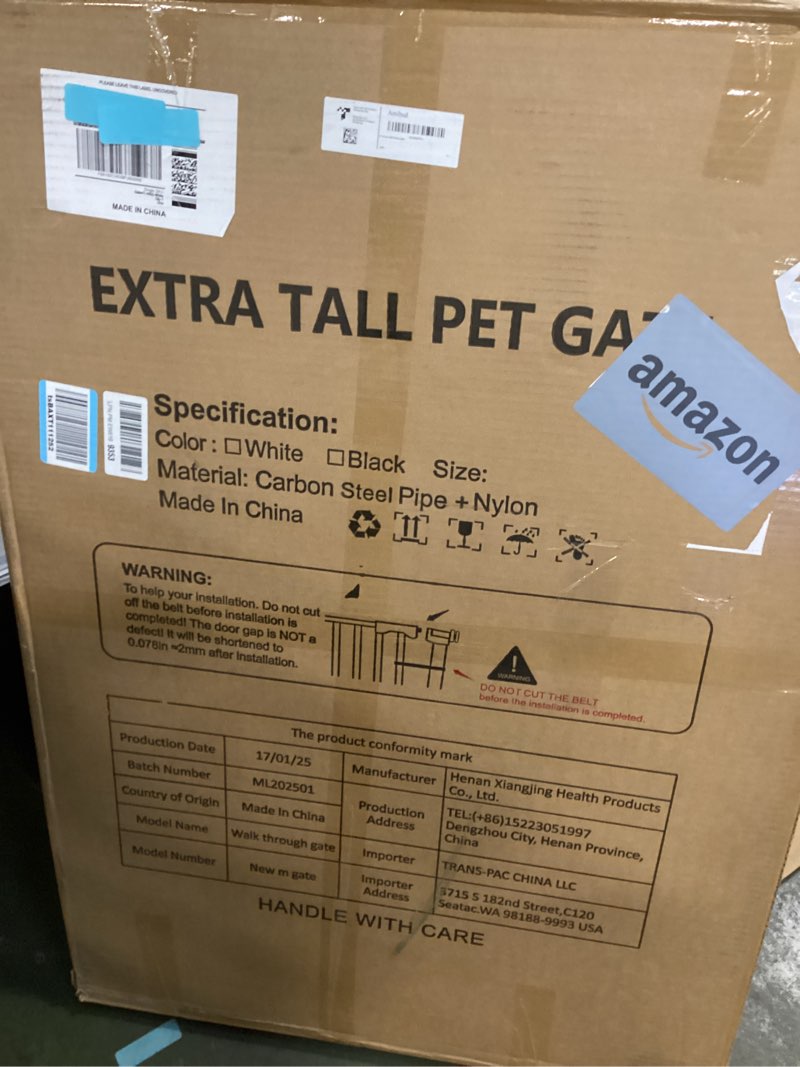 PLEASE LEAVE THIS LABEL UNCOVERED
MADE IN CHINA
EXTRA TALL PET GA
amazon
tsBAXT111252
9353
Specification:
Color : □White □Black Size:
Material: Carbon Steel Pipe + Nylon
Made In China
WARNING:
To help your installation. Do not cut
off the belt before installation is
completed! The door gap is NOT a
defect! It will be shortened to
0.078in ≈2mm after Installation.
WARNING
DO NOT CUT THE BELT
before the installation is completed.
The product conformity mark
Production Date 17/01/25 Manufacturer Henan Xiangjing Health Products
Co., Ltd.
Batch Number ML202501
Country of Origin Made In China Production
Address TEL:(+86)15223051997
Dengzhou City, Henan Province,
China
Model Name Walk through gate Importer TRANS-PAC CHINA LLC
Model Number New m gate Importer
Address 3715 S 182nd Street,C120
Seatac.WA 98188-9993 USA
HANDLE WITH CARE